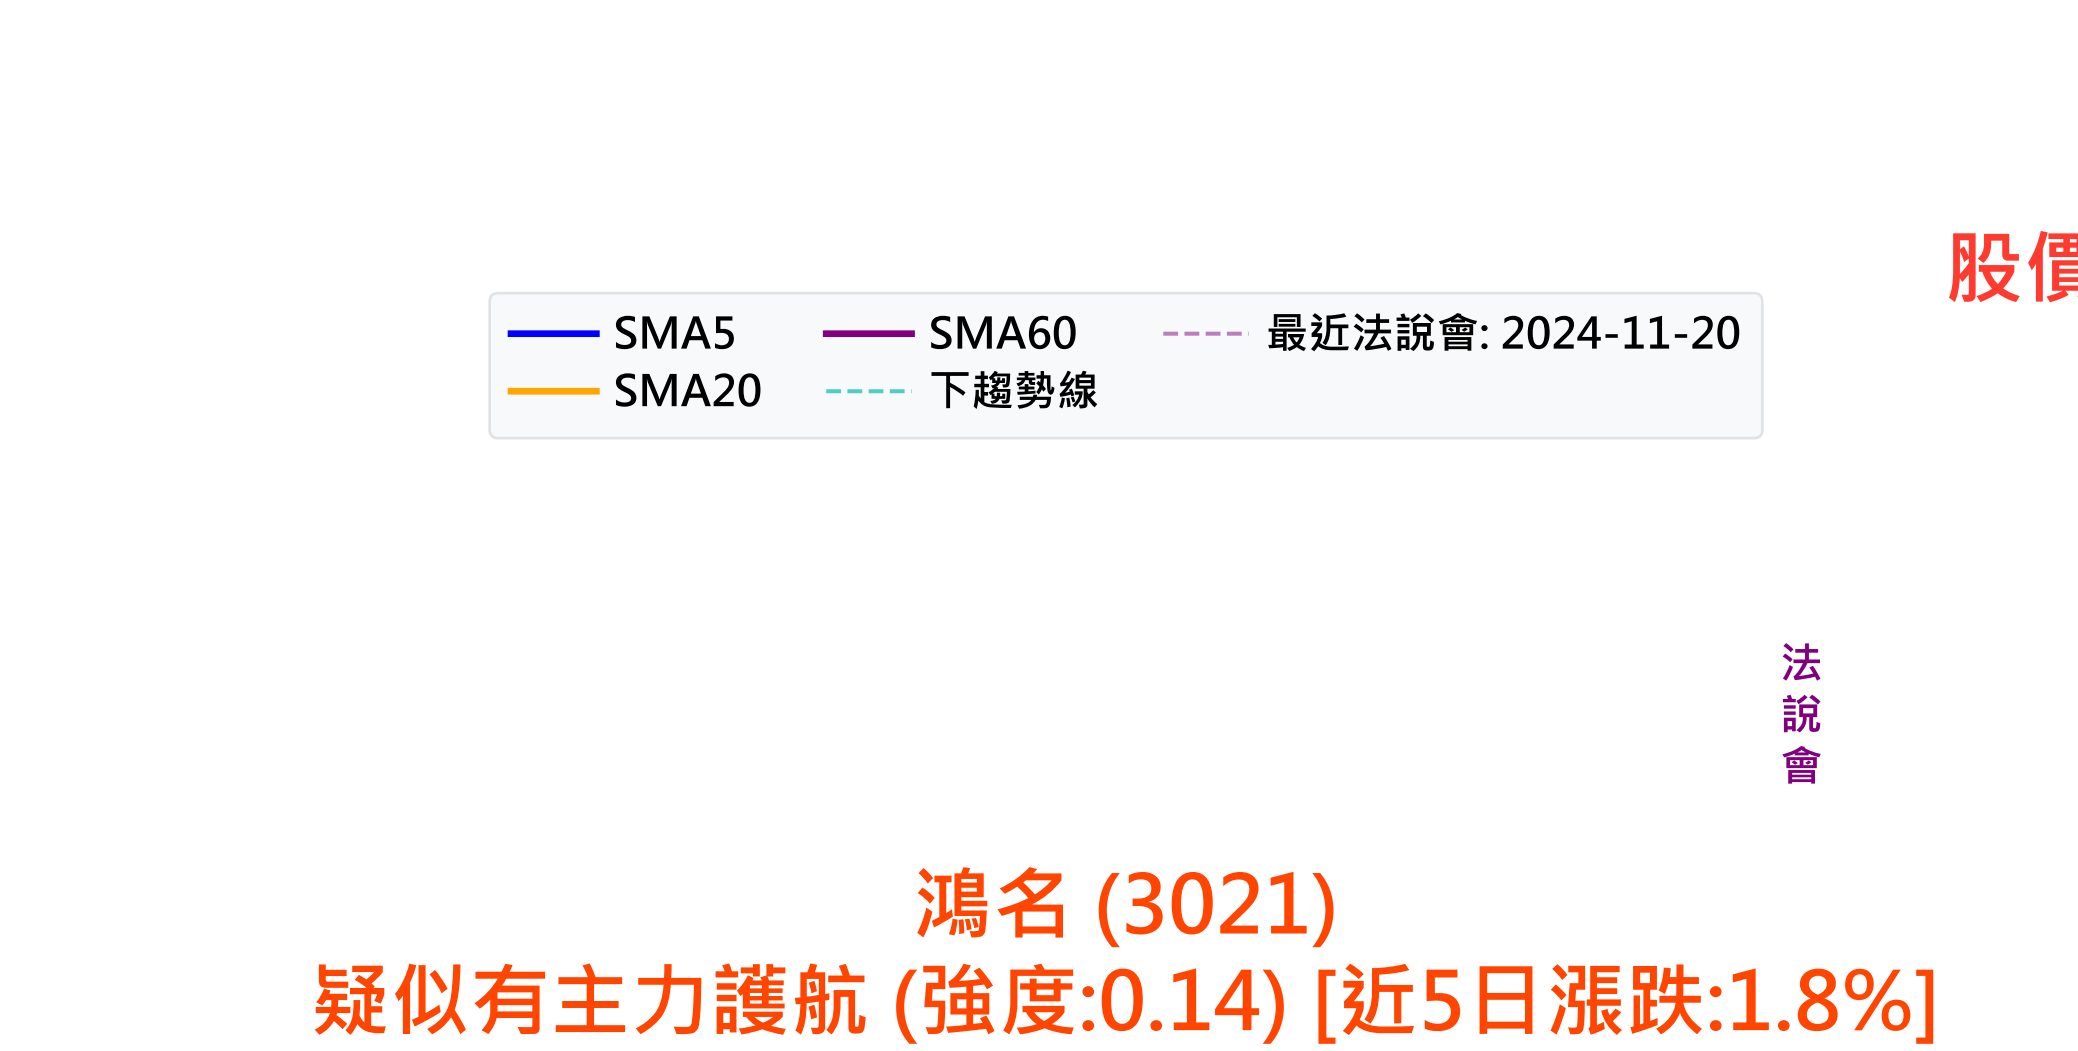 股
SMA5
SMA20
SMA60
下趨勢線
最近法說會: 2024-11-20
法
說
會
鴻名 (3021)
疑似有主力護航 (強度:0.14) [近5日漲跌:1.8%]